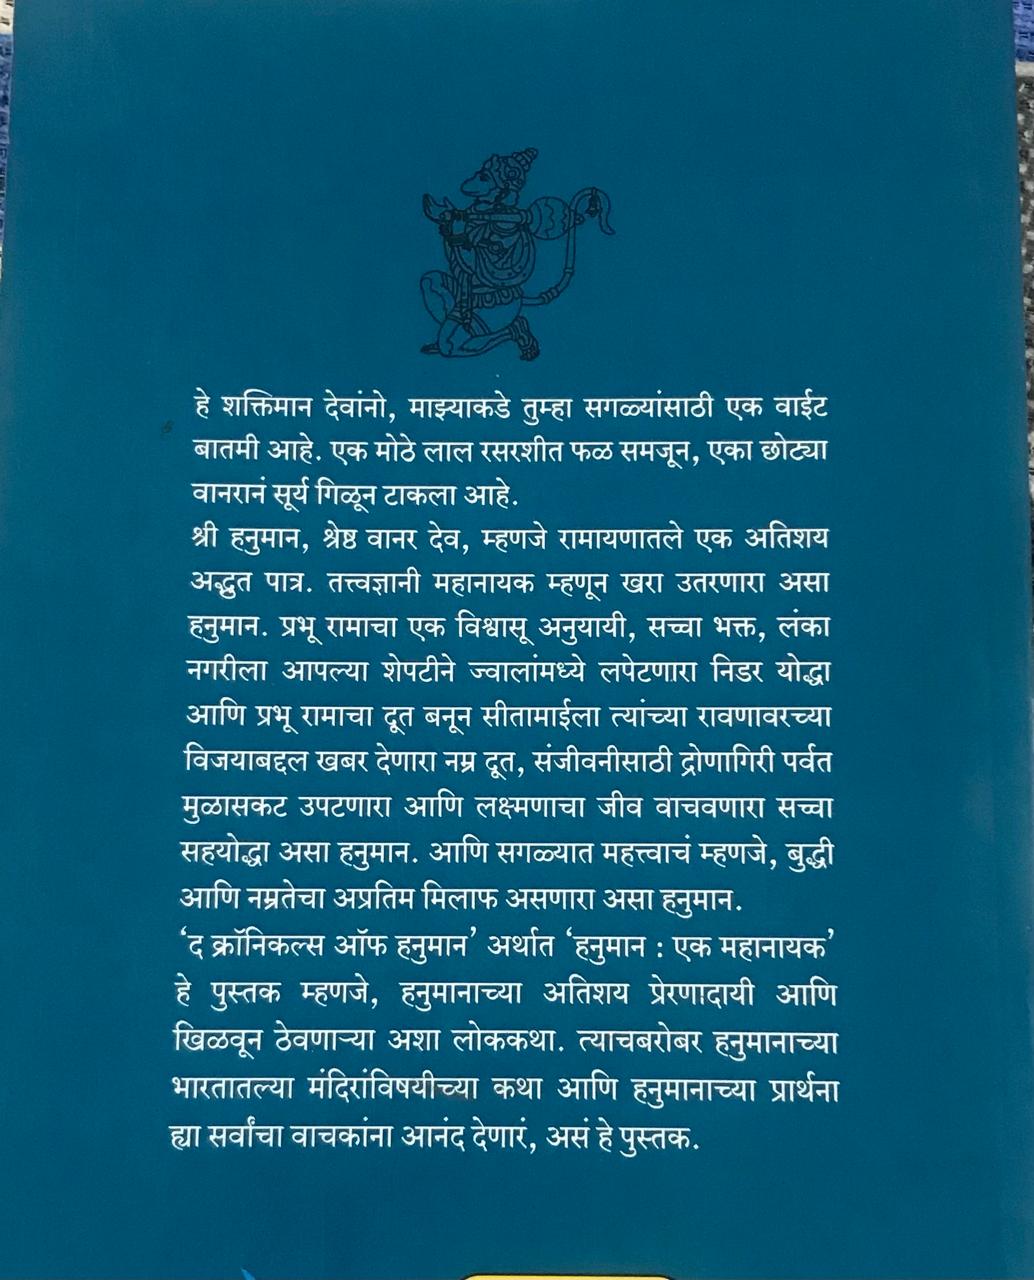 हे शक्तिमान देवांनो, माझ्याकडे तुम्हा सगळ्यांसाठी एक वाईट
बातमी आहे. एक मोठे लाल रसरशीत फळ समजून, एका छोट्या
वानरानं सूर्य गिळून टाकला आहे.
श्री हनुमान, श्रेष्ठ वानर देव, म्हणजे रामायणातले एक अतिशय
अद्भुत पात्र. तत्त्वज्ञानी महानायक म्हणून खरा उतरणारा असा
हनुमान. प्रभू रामाचा एक विश्वासू अनुयायी, सच्चा भक्त, लंका
नगरीला आपल्या शेपटीने ज्वालांमध्ये लपेटणारा निडर योद्धा
आणि प्रभू रामाचा दूत बनून सीतामाईला त्यांच्या रावणावरच्या
विजयाबद्दल खबर देणारा नम्र दूत, संजीवनीसाठी द्रोणागिरी पर्वत
मुळासकट उपटणारा आणि लक्ष्मणाचा जीव वाचवणारा सच्चा
सहयोद्धा असा हनुमान. आणि सगळ्यात महत्त्वाचं म्हणजे, बुद्धी
आणि नम्रतेचा अप्रतिम मिलाफ असणारा असा हनुमान.
‘द क्रॉनिकल्स ऑफ हनुमान’ अर्थात ‘हनुमान : एक महानायक’
हे पुस्तक म्हणजे, हनुमानाच्या अतिशय प्रेरणादायी आणि
खिळवून ठेवणाऱ्या अशा लोककथा. त्याचबरोबर हनुमानाच्या
भारतातल्या मंदिरांविषयीच्या कथा आणि हनुमानाच्या प्रार्थना
ह्या सर्वांचा वाचकांना आनंद देणारं, असं हे पुस्तक.